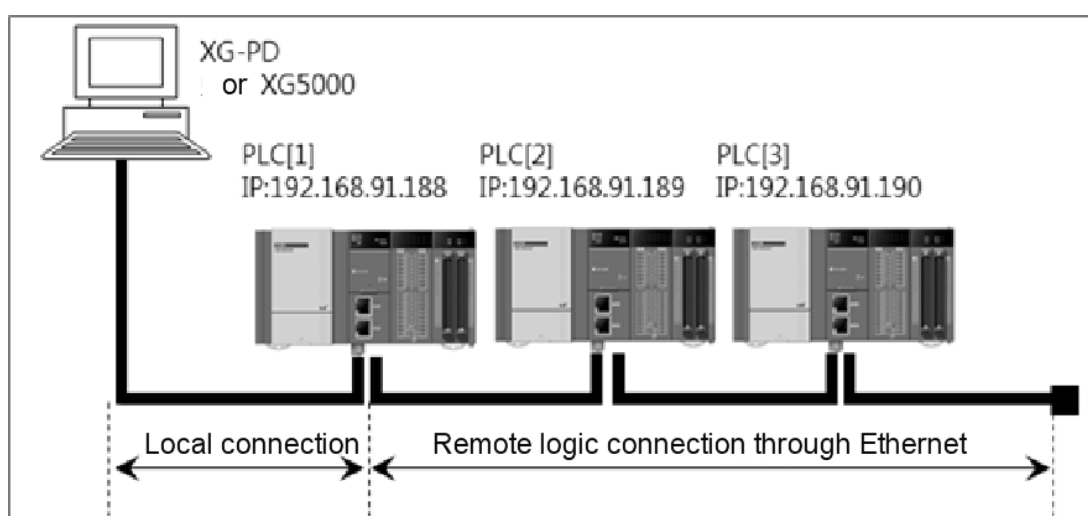 XG-PD
or XG5000
PLC[1]
IP:192.168.91.188
PLC[2]
IP:192.168.91.189
PLC[3]
IP:192.168.91.190
Local connection
Remote logic connection through Ethernet